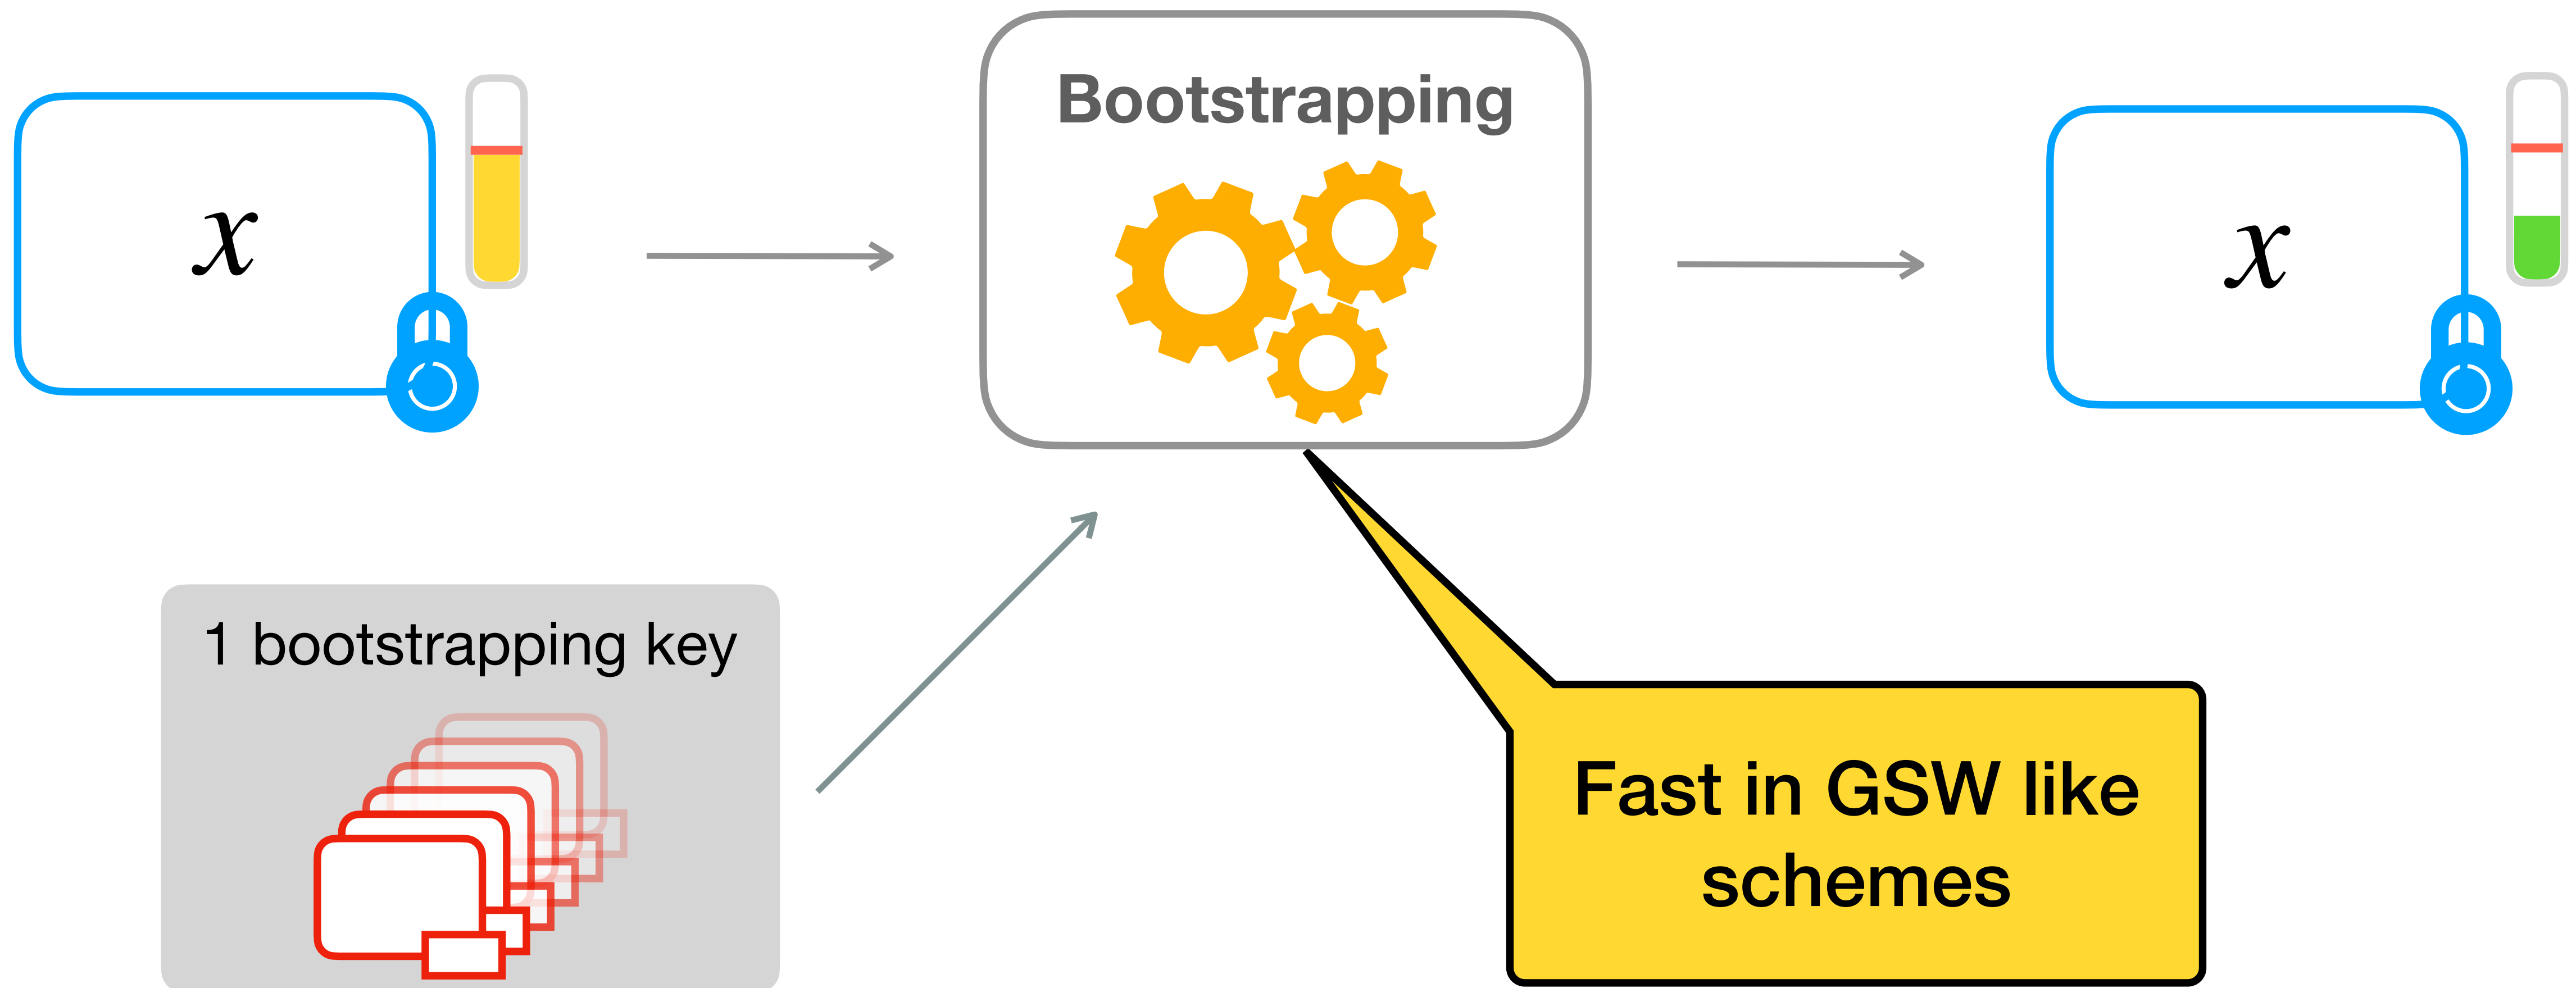 Bootstrapping
x
x
1 bootstrapping key
Fast in GSW like
schemes